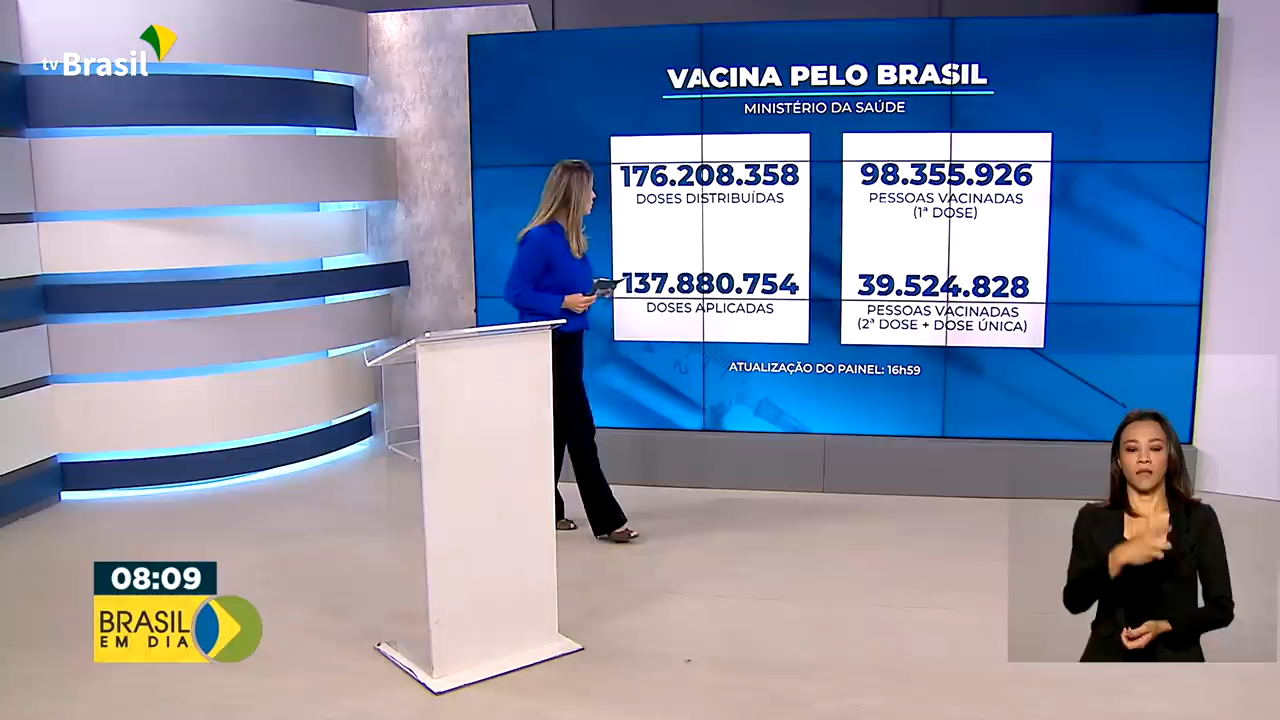 tv Brasil
VACINA PELO BRASIL
MINISTÉRIO DA SAÚDE
176.208.358
DOSES DISTRIBUÍDAS
137.880.754
DOSES APLICADAS
98.355.926
PESSOAS VACINADAS
(1ª DOSE)
39.524.828
PESSOAS VACINADAS
(2ª DOSE + DOSE ÚNICA)
ATUALIZAÇÃO DO PAINEL: 16h59
08:09
BRASIL
EM DIA